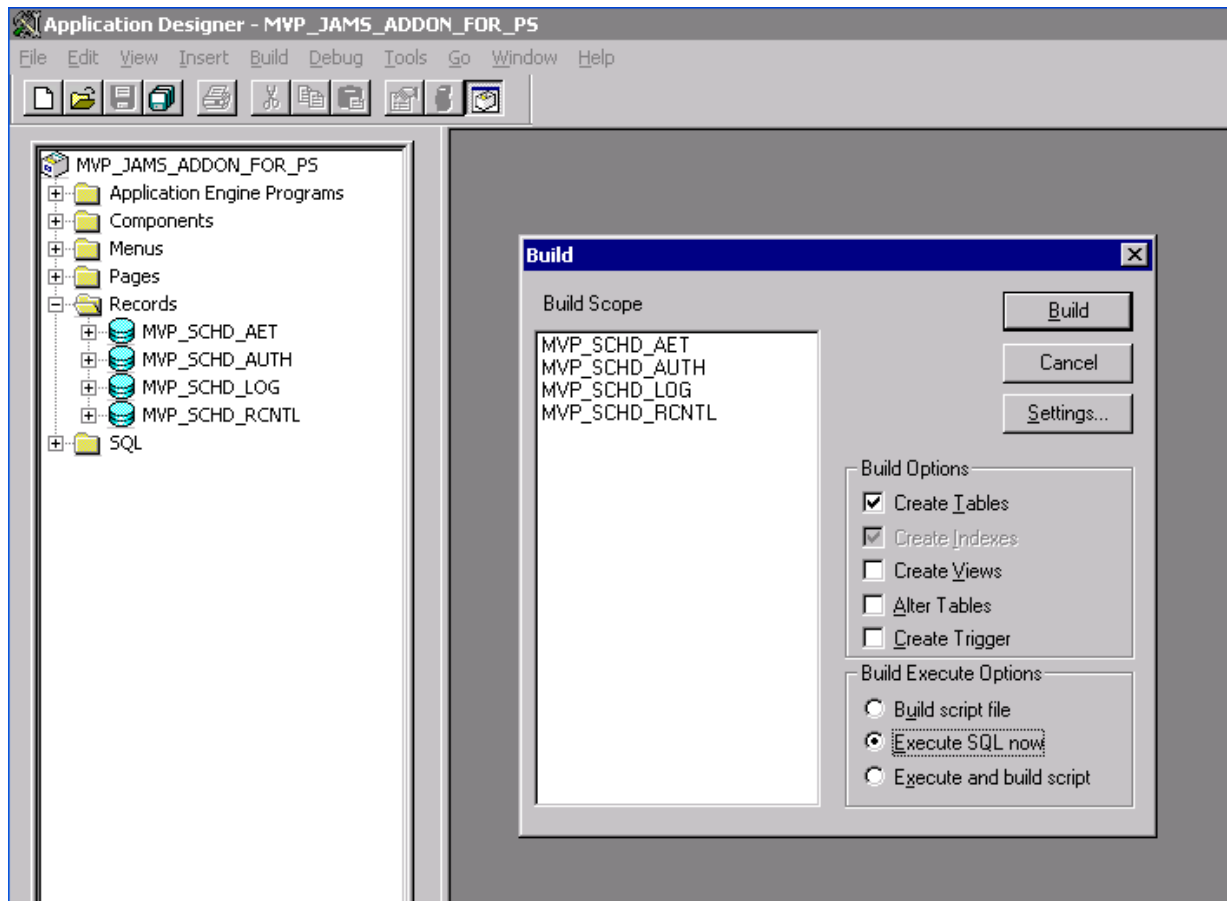 Application Designer - MVP_JAMS_ADDON_FOR_PS
File Edit View Insert Build Debug Tools Go Window Help
MVP_JAMS_ADDON_FOR_PS
Application Engine Programs
Components
Menus
Pages
Records
MVP_SCHD_AET
MVP_SCHD_AUTH
MVP_SCHD_LOG
MVP_SCHD_RCNTL
SQL
Build
Build Scope
MVP_SCHD_AET
MVP_SCHD_AUTH
MVP_SCHD_LOG
MVP_SCHD_RCNTL
Build
Cancel
Settings...
Build Options
Create Tables
Create Indexes
Create Views
Alter Tables
Create Trigger
Build Execute Options
Build script file
Execute SQL now
Execute and build script